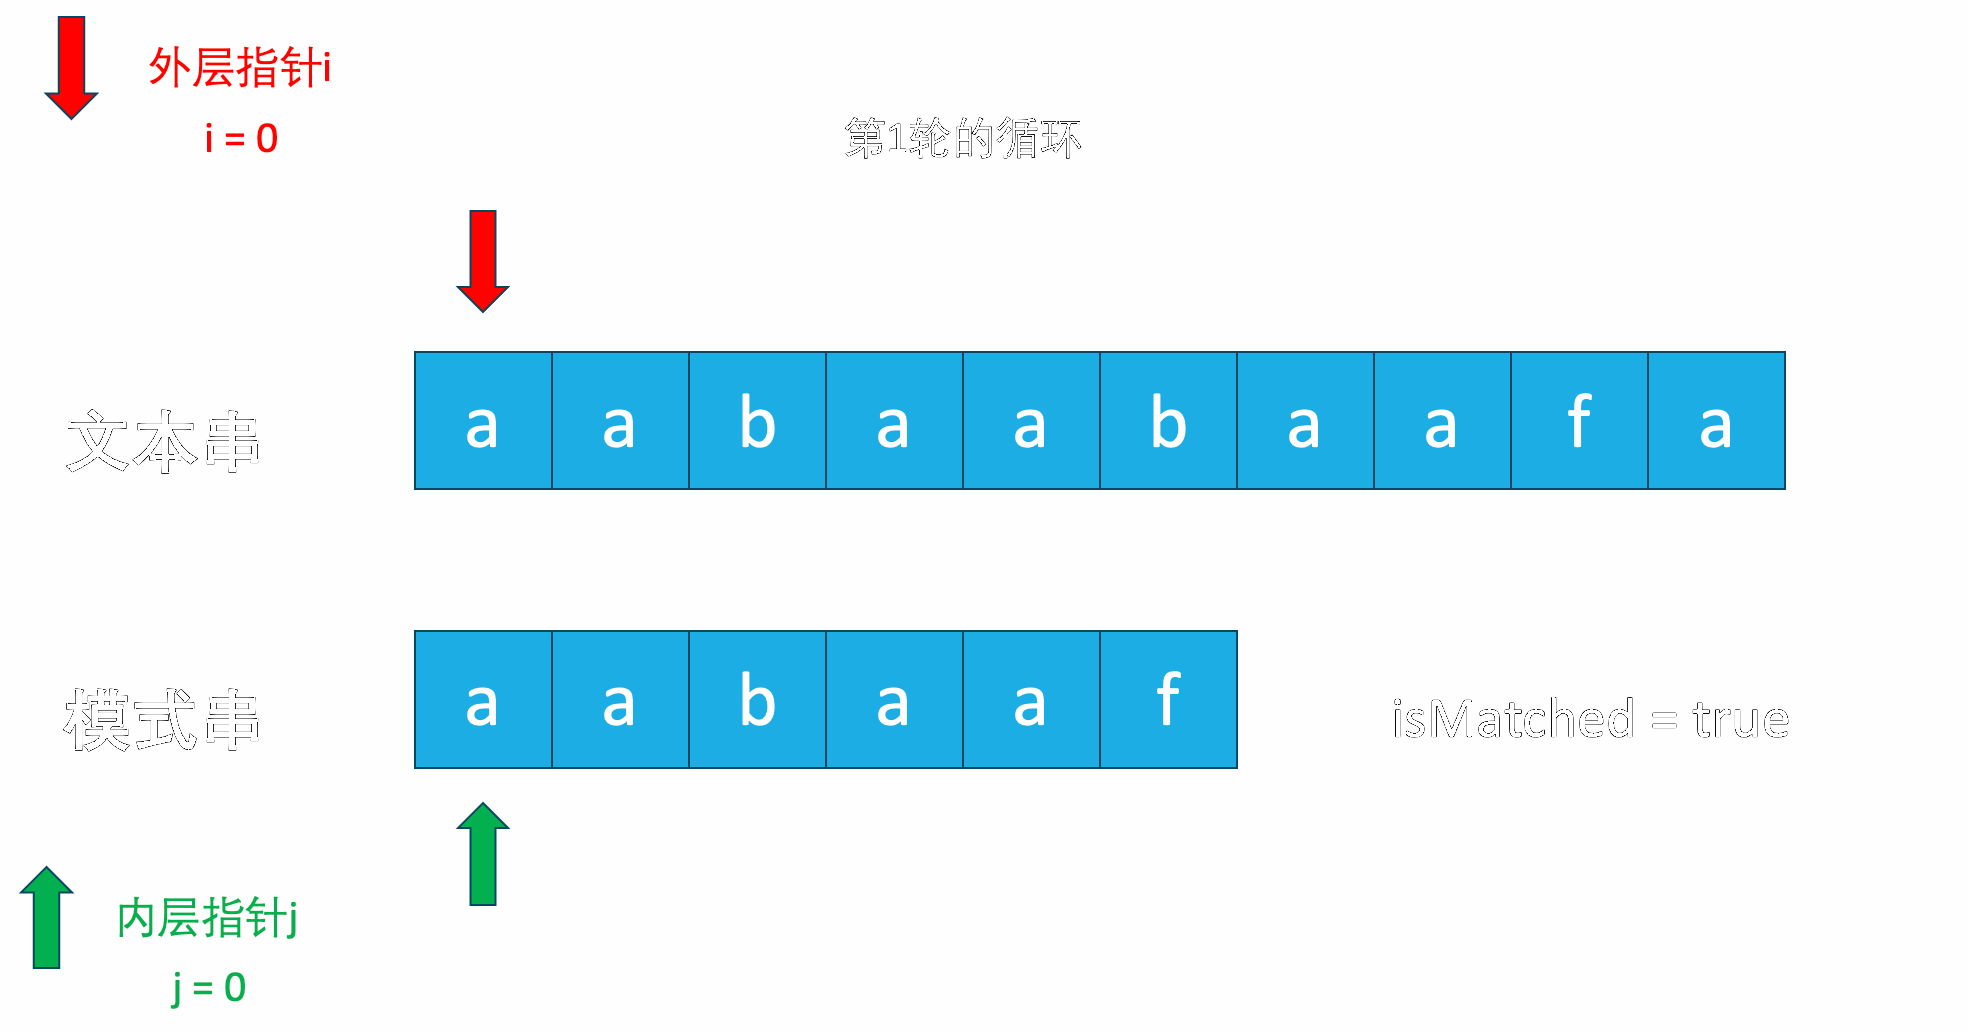 外层指针i
i = 0
第1轮的循环
文本串
a a b a a b a a f a
模式串
a a b a a f
isMatched = true
内层指针j
j = 0